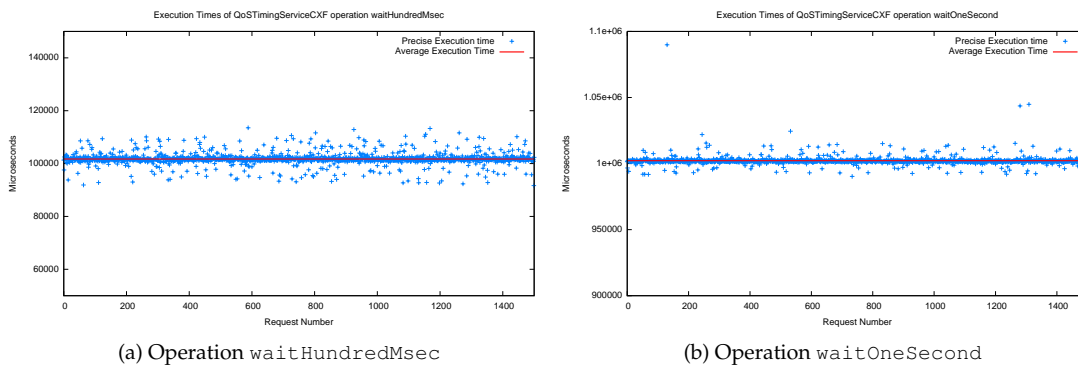 Execution Times of QoSTimingServiceCXF operation waitHundredMsec
Precise Execution time
Average Execution Time
140000
120000
100000
80000
60000
Microseconds
0 200 400 600 800 1000 1200 1400
Request Number
(a) Operation waitHundredMsec
Execution Times of QoSTimingServiceCXF operation waitOneSecond
Precise Execution time
Average Execution Time
1.1e+06
1.05e+06
1e+06
950000
900000
Microseconds
0 200 400 600 800 1000 1200 1400
Request Number
(b) Operation waitOneSecond